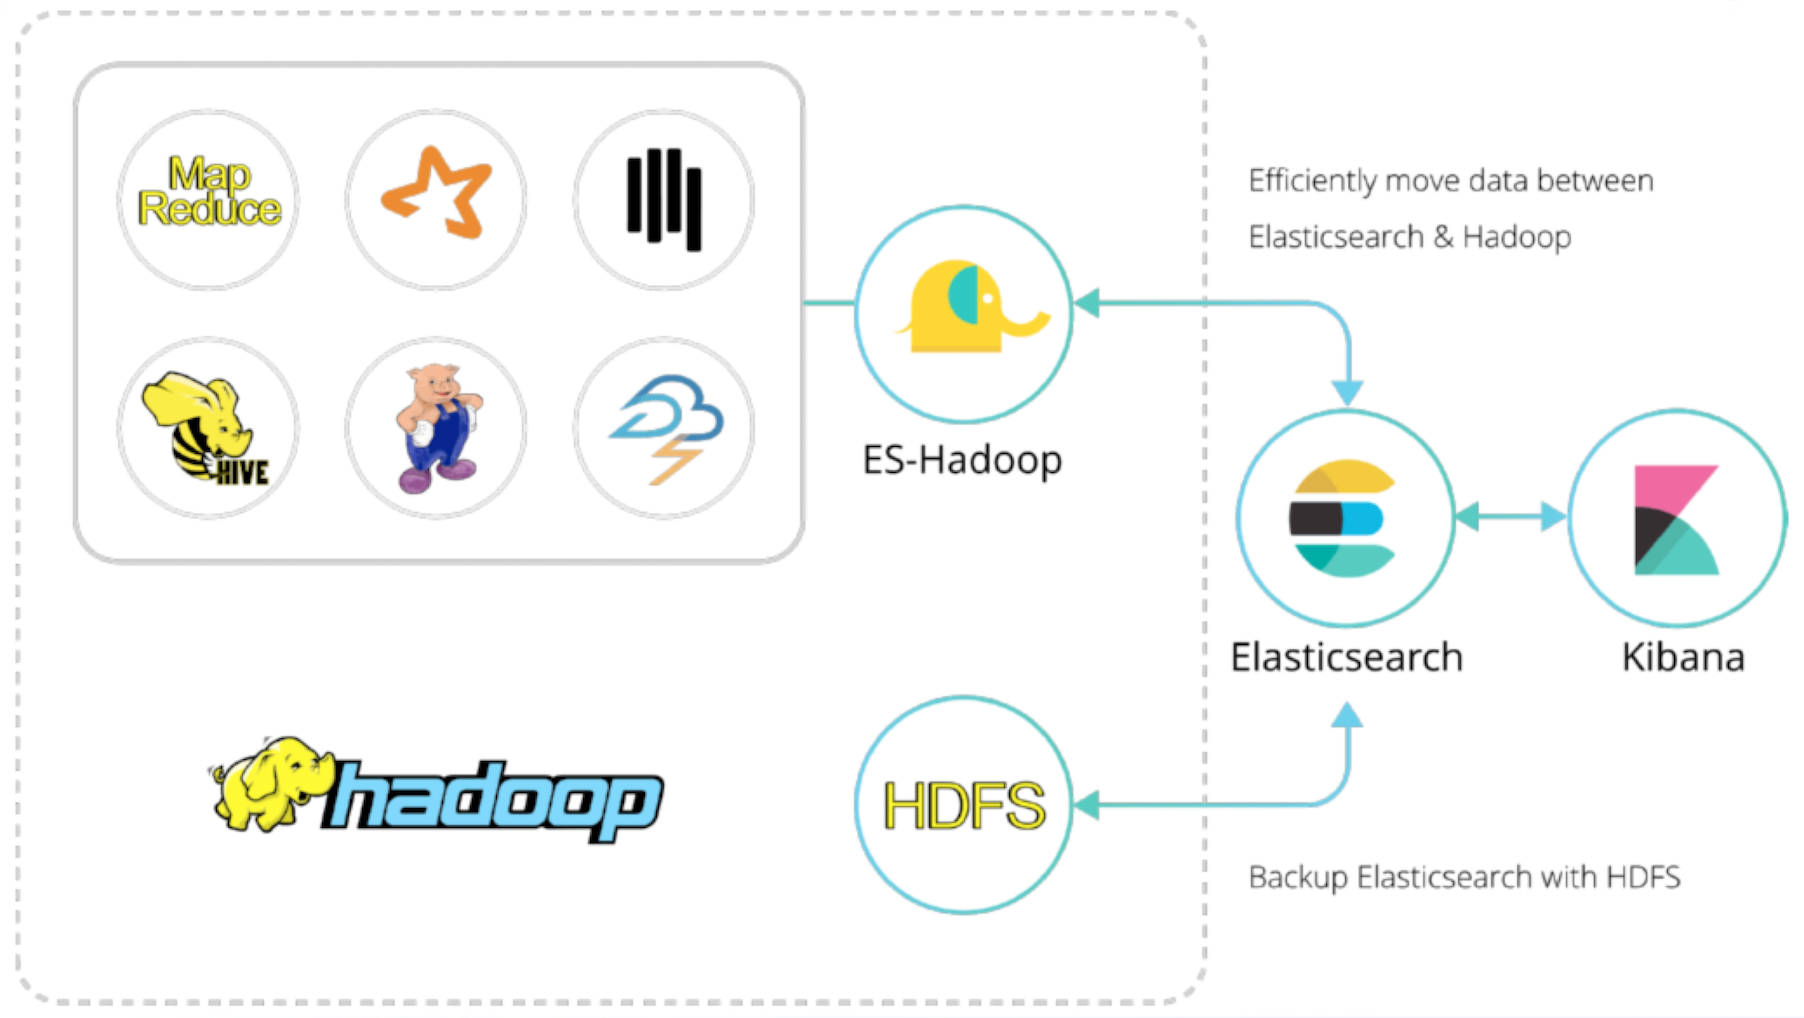 Map
Reduce
HIVE
ES-Hadoop
Efficiently move data between
Elasticsearch & Hadoop
Elasticsearch
Kibana
hadoop
HDFS
Backup Elasticsearch with HDFS